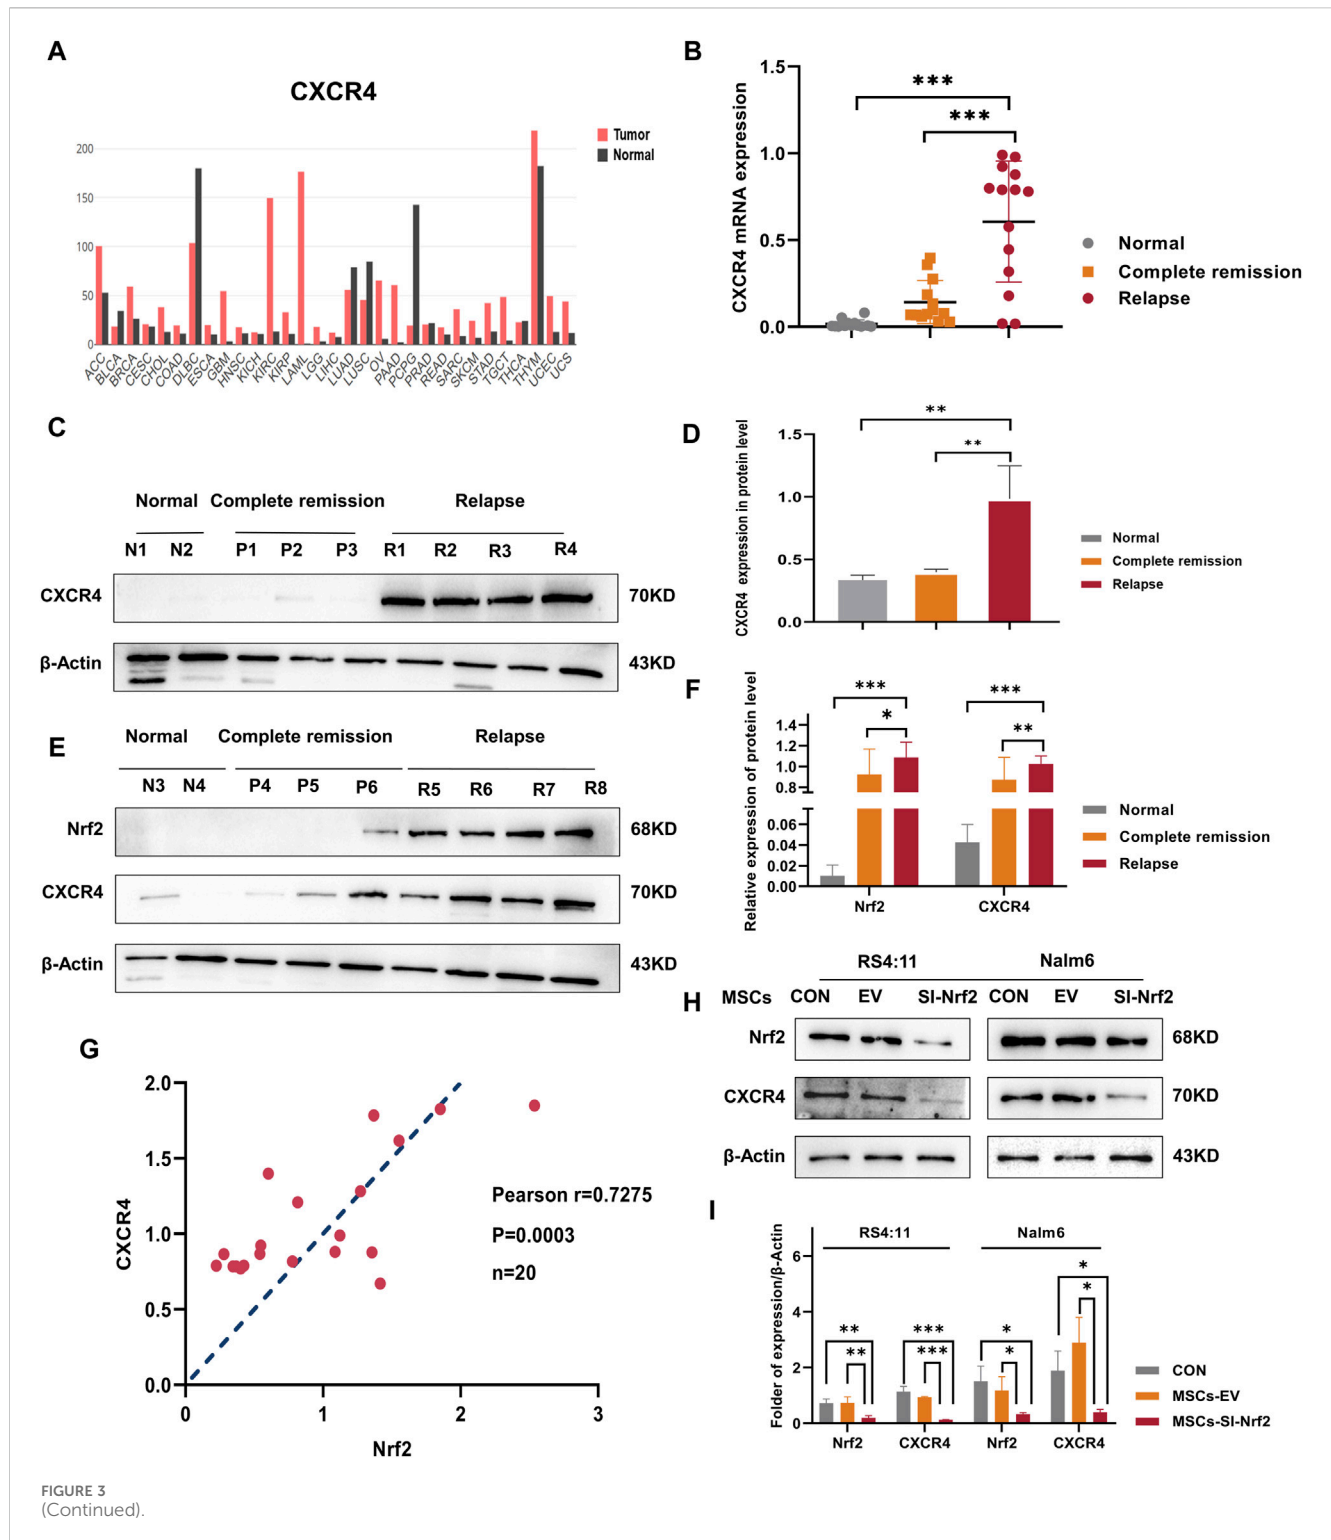 A
CXCR4
Tumor
Normal
200
150
100
50
0
ACC BLCA BRCA CESC CHOL COAD DLBC ESCA GBM HNSC KICH KIRC KIRP LAML LGG LIHC LUAD LUSC OV PAAD PCPG PRAD READ SARC SKCM STAD TGCT THCA THYM UCEC UCS
B
CXCR4 mRNA expression
1.5
1.0
0.5
0.0
***
***
Normal
Complete remission
Relapse
C
Normal Complete remission Relapse
N1 N2 P1 P2 P3 R1 R2 R3 R4
CXCR4 70KD
β-Actin 43KD
D
CXCR4 expression in protein level
1.5
1.0
0.5
0.0
**
**
Normal
Complete remission
Relapse
E
Normal Complete remission Relapse
N3 N4 P4 P5 P6 R5 R6 R7 R8
Nrf2 68KD
CXCR4 70KD
β-Actin 43KD
F
Relative expression of protein level
1.4
1.2
1.0
0.8
0.06
0.04
0.02
0.00
*** ***
* **
Nrf2 CXCR4
Normal
Complete remission
Relapse
G
CXCR4
2.0
1.5
1.0
0.5
0.0
0 1 2 3
Nrf2
Pearson r=0.7275
P=0.0003
n=20
H
RS4:11 Nalm6
MSCs CON EV SI-Nrf2 CON EV SI-Nrf2
Nrf2 68KD
CXCR4 70KD
β-Actin 43KD
I
RS4:11 Nalm6
Folder of expression/β-Actin
6
4
2
0
** *** * *
** *** * *
Nrf2 CXCR4 Nrf2 CXCR4
CON
MSCs-EV
MSCs-SI-Nrf2
FIGURE 3
(Continued).